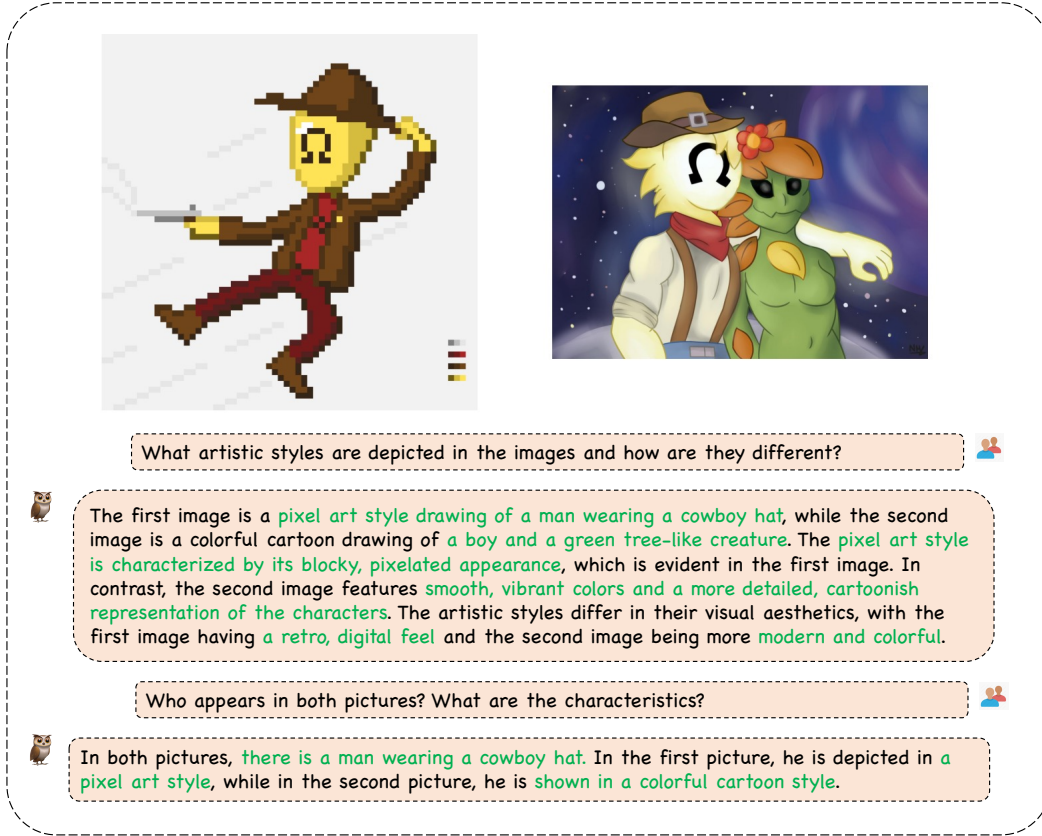 Ω
Ω
What artistic styles are depicted in the images and how are they different?
The first image is a pixel art style drawing of a man wearing a cowboy hat, while the second
image is a colorful cartoon drawing of a boy and a green tree-like creature. The pixel art style
is characterized by its blocky, pixelated appearance, which is evident in the first image. In
contrast, the second image features smooth, vibrant colors and a more detailed, cartoonish
representation of the characters. The artistic styles differ in their visual aesthetics, with the
first image having a retro, digital feel and the second image being more modern and colorful.
Who appears in both pictures? What are the characteristics?
In both pictures, there is a man wearing a cowboy hat. In the first picture, he is depicted in a
pixel art style, while in the second picture, he is shown in a colorful cartoon style.